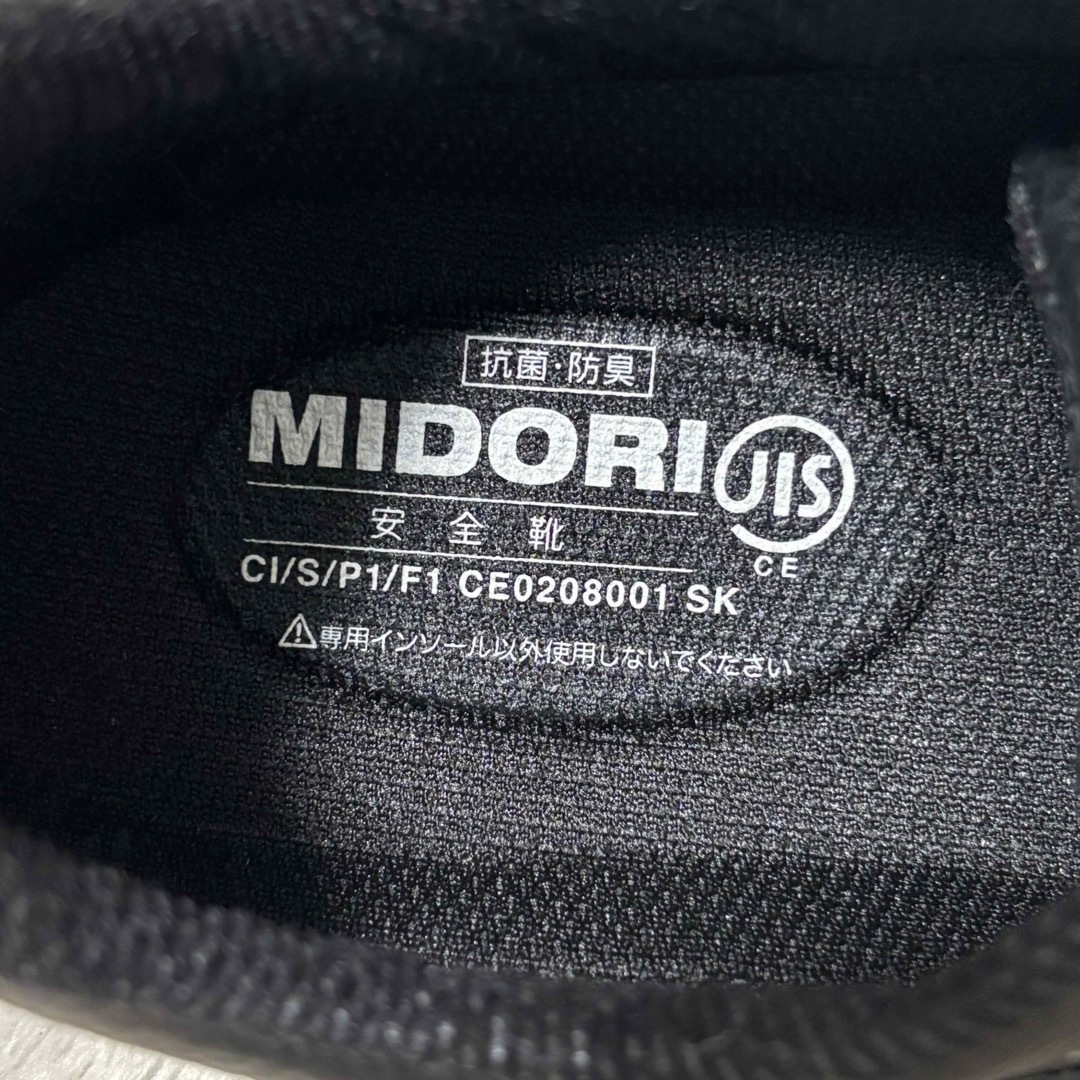 抗菌・防臭
MIDORI JIS
安全靴
CE
CI/S/P1/F1 CE0208001 SK
⚠専用インソール以外使用しないでください